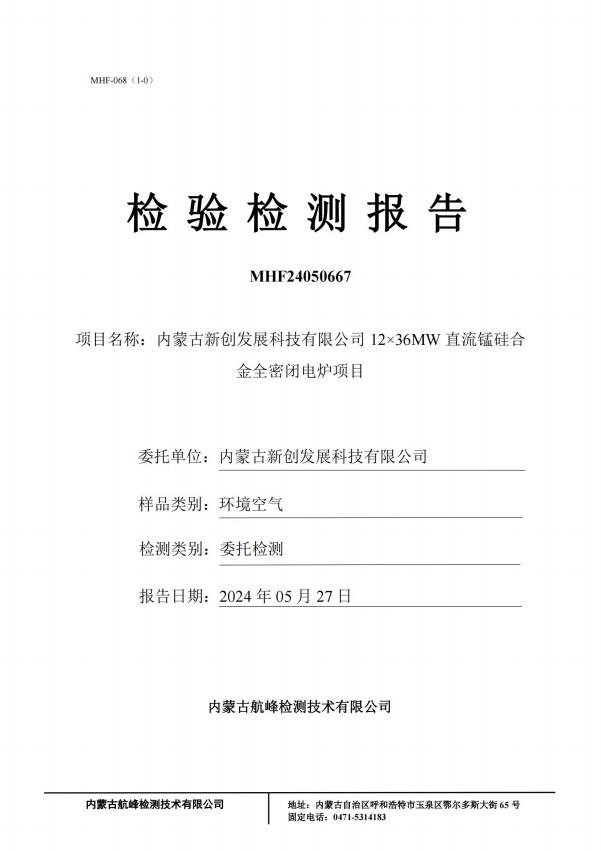 MHF-068（1-0）
检验检测报告
MHF24050667
项目名称：内蒙古新创发展科技有限公司 12×36MW 直流锰硅合
金全密闭电炉项目
委托单位：内蒙古新创发展科技有限公司
样品类别：环境空气
检测类别：委托检测
报告日期：2024 年 05 月 27 日
内蒙古航峰检测技术有限公司
内蒙古航峰检测技术有限公司
地址：内蒙古自治区呼和浩特市玉泉区鄂尔多斯大街 65 号
固定电话：0471-5314183